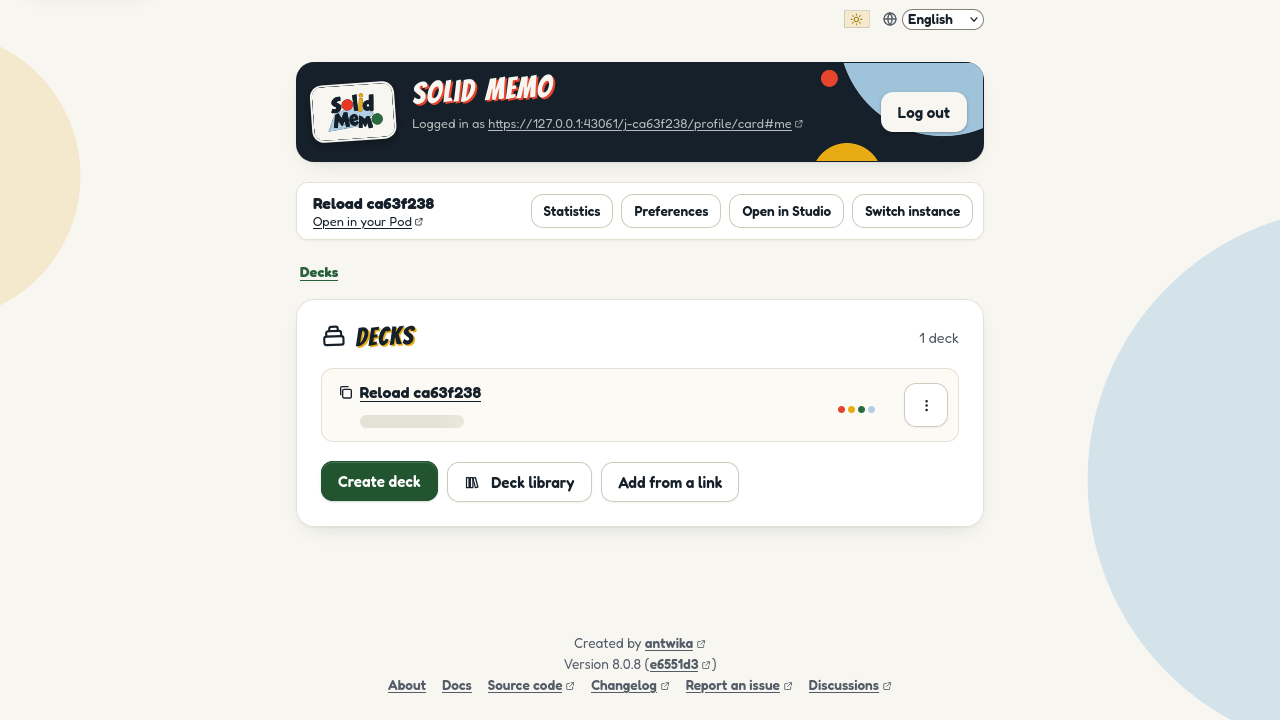 English
Solid Memo
SOLID MEMO
Logged in as https://127.0.0.1:43061/j-ca63f238/profile/card#me
Log out
Reload ca63f238
Open in your Pod
Statistics
Preferences
Open in Studio
Switch instance
Decks
DECKS
1 deck
Reload ca63f238
Create deck
Deck library
Add from a link
Created by antwika
Version 8.0.8 (e6551d3)
About Docs Source code Changelog Report an issue Discussions